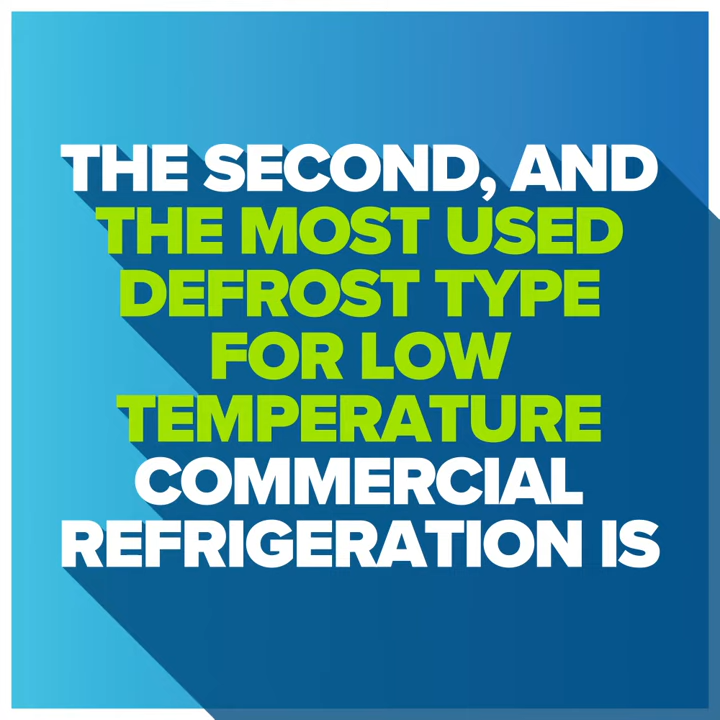 THE SECOND, AND
THE MOST USED
DEFROST TYPE
FOR LOW
TEMPERATURE
COMMERCIAL
REFRIGERATION IS